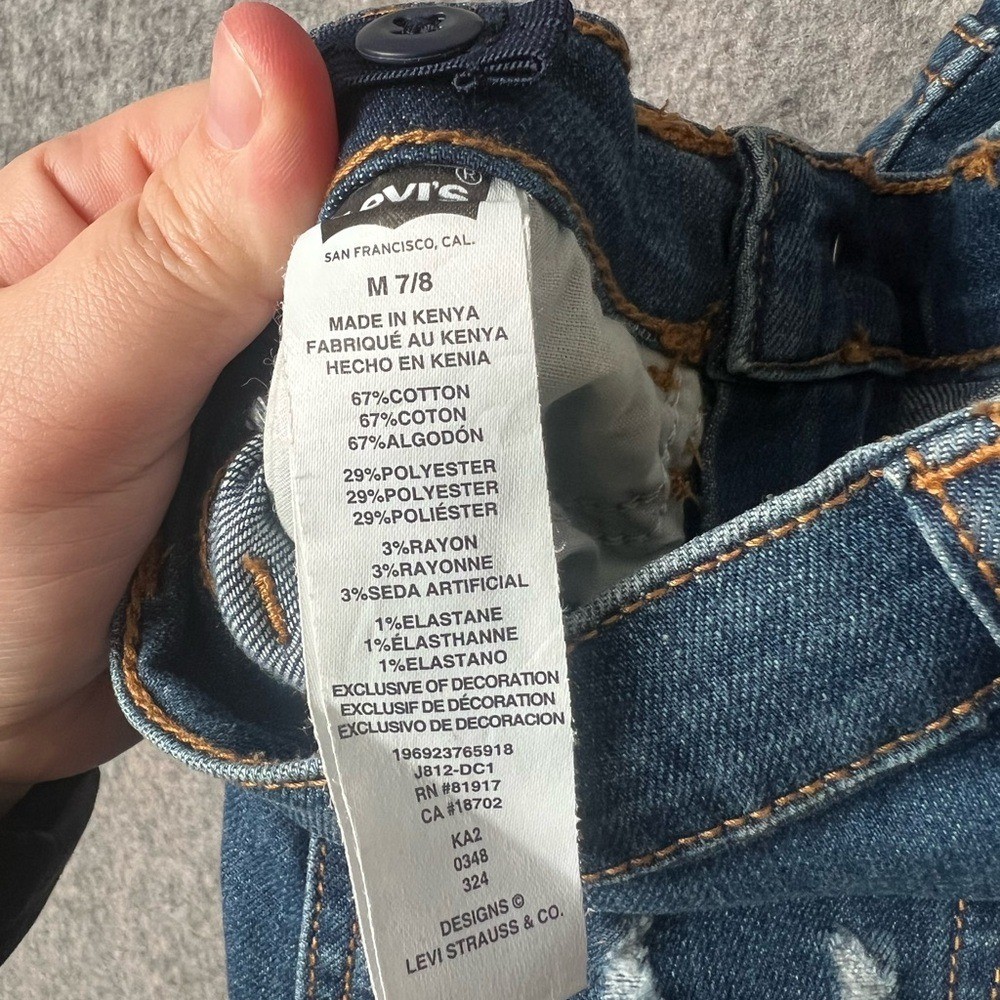 LEVI'S®
SAN FRANCISCO, CAL.
M 7/8
MADE IN KENYA
FABRIQUÉ AU KENYA
HECHO EN KENIA
67%COTTON
67%COTON
67%ALGODÓN
29%POLYESTER
29%POLYESTER
29%POLIÉSTER
3%RAYON
3%RAYONNE
3%SEDA ARTIFICIAL
1%ELASTANE
1%ÉLASTHANNE
1%ELASTANO
EXCLUSIVE OF DECORATION
EXCLUSIF DE DÉCORATION
EXCLUSIVO DE DECORACION
196923765918
J812-DC1
RN #81917
CA #18702
KA2
0348
324
DESIGNS ©
LEVI STRAUSS & CO.